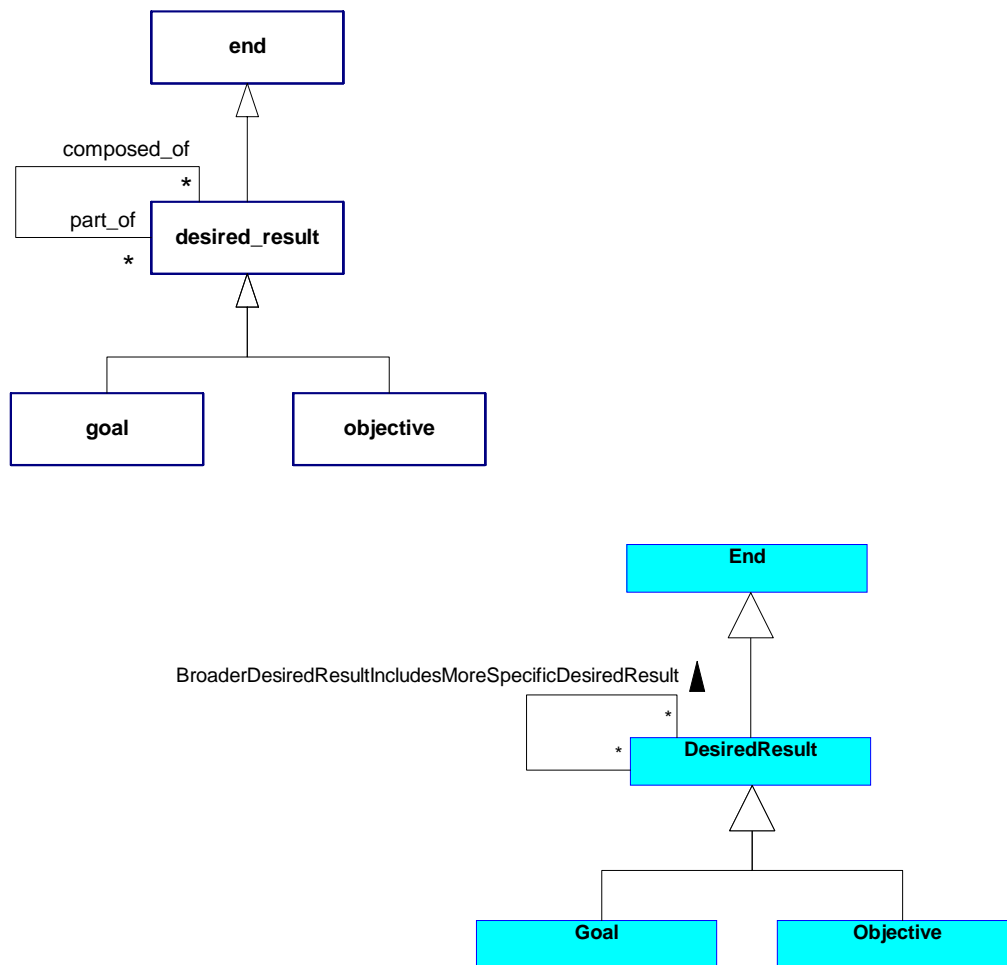 end
composed_of
*
part_of
desired_result
*
goal
objective
End
BroaderDesiredResultIncludesMoreSpecificDesiredResult
*
*
DesiredResult
Goal
Objective